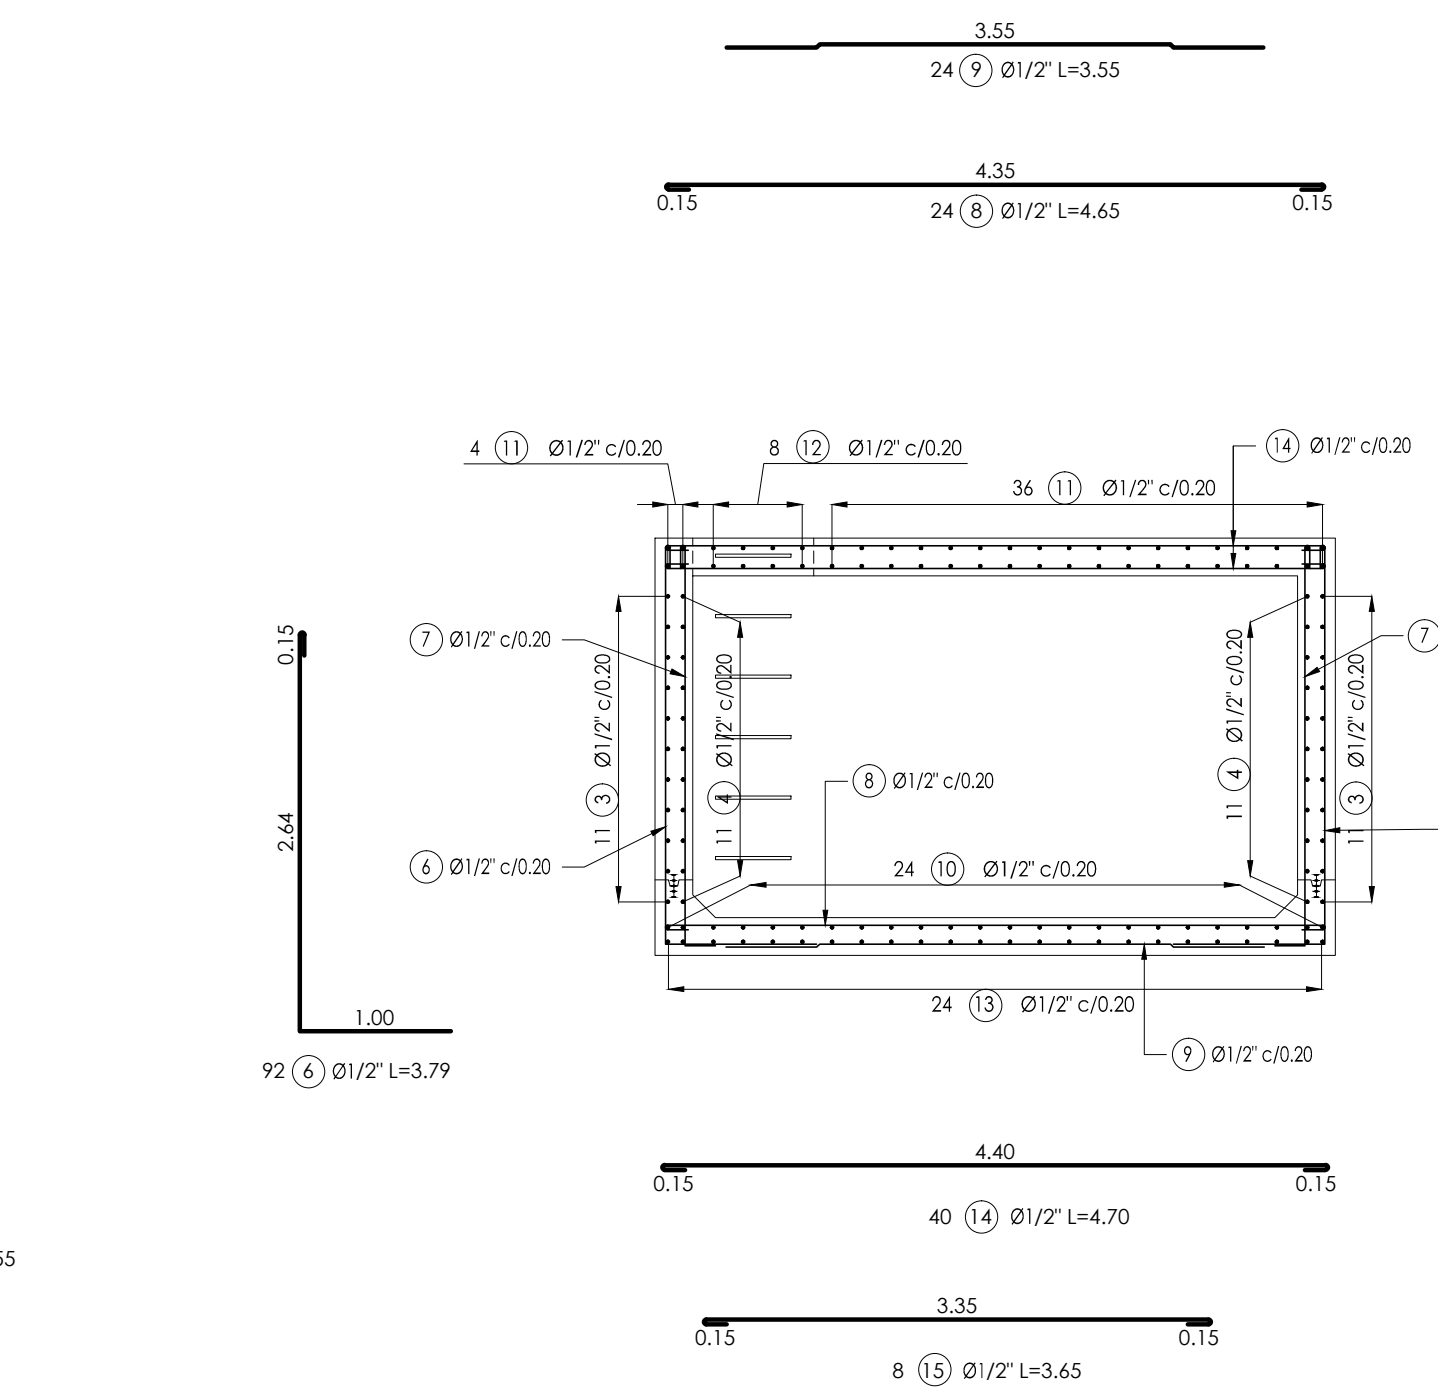 3.55
24 9 Ø1/2" L=3.55
4.35
0.15 0.15
24 8 Ø1/2" L=4.65
4 11 Ø1/2" c/0.20
8 12 Ø1/2" c/0.20
14 Ø1/2" c/0.20
36 11 Ø1/2" c/0.20
7 Ø1/2" c/0.20
7
11 3 Ø1/2" c/0.20
11 4 Ø1/2" c/0.20
11 4 Ø1/2" c/0.20
11 3 Ø1/2" c/0.20
8 Ø1/2" c/0.20
6 Ø1/2" c/0.20
24 10 Ø1/2" c/0.20
0.15
2.64
1.00
92 6 Ø1/2" L=3.79
24 13 Ø1/2" c/0.20
9 Ø1/2" c/0.20
4.40
0.15 0.15
40 14 Ø1/2" L=4.70
55
3.35
0.15 0.15
8 15 Ø1/2" L=3.65